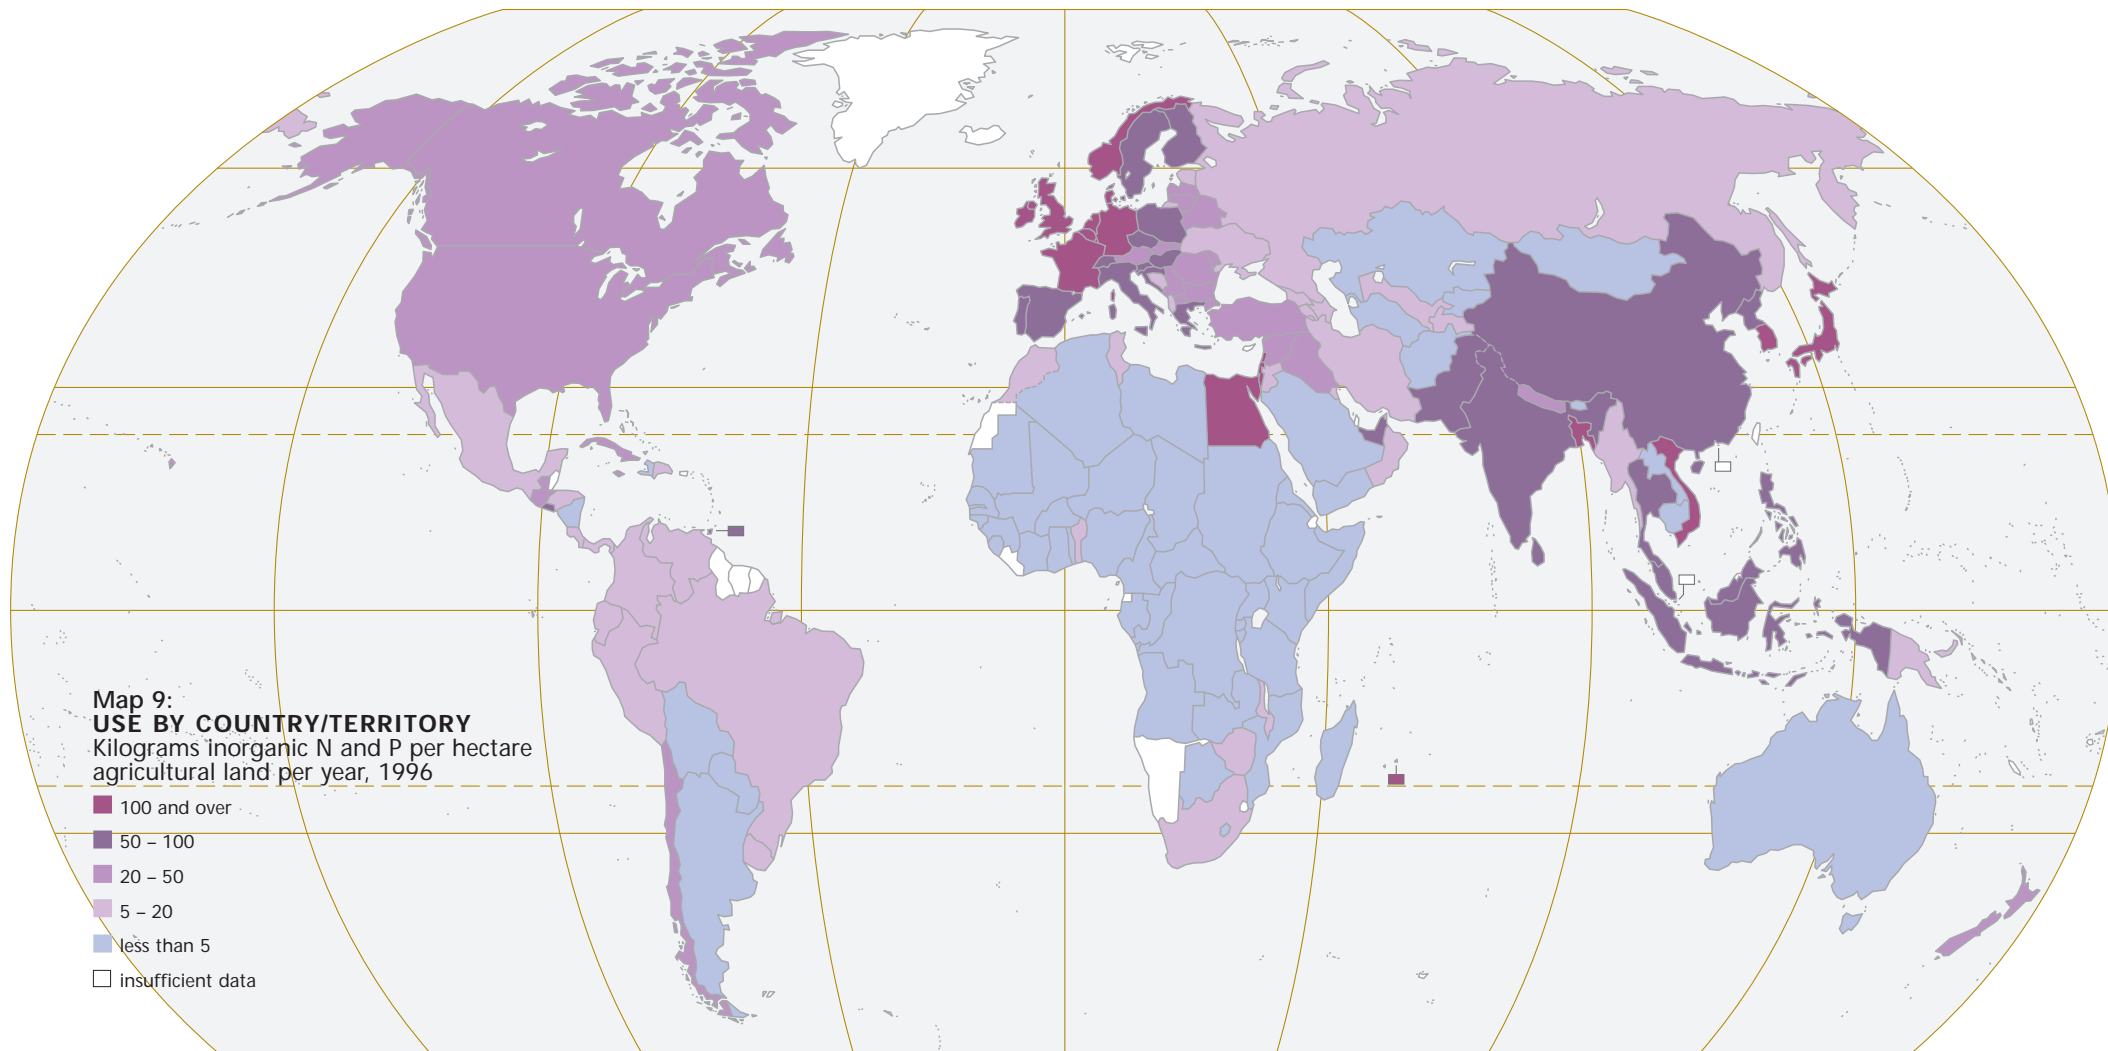 Map 9:
USE BY COUNTRY/TERRITORY
Kilograms inorganic N and P per hectare
agricultural land per year, 1996
100 and over
50 – 100
20 – 50
5 – 20
less than 5
insufficient data